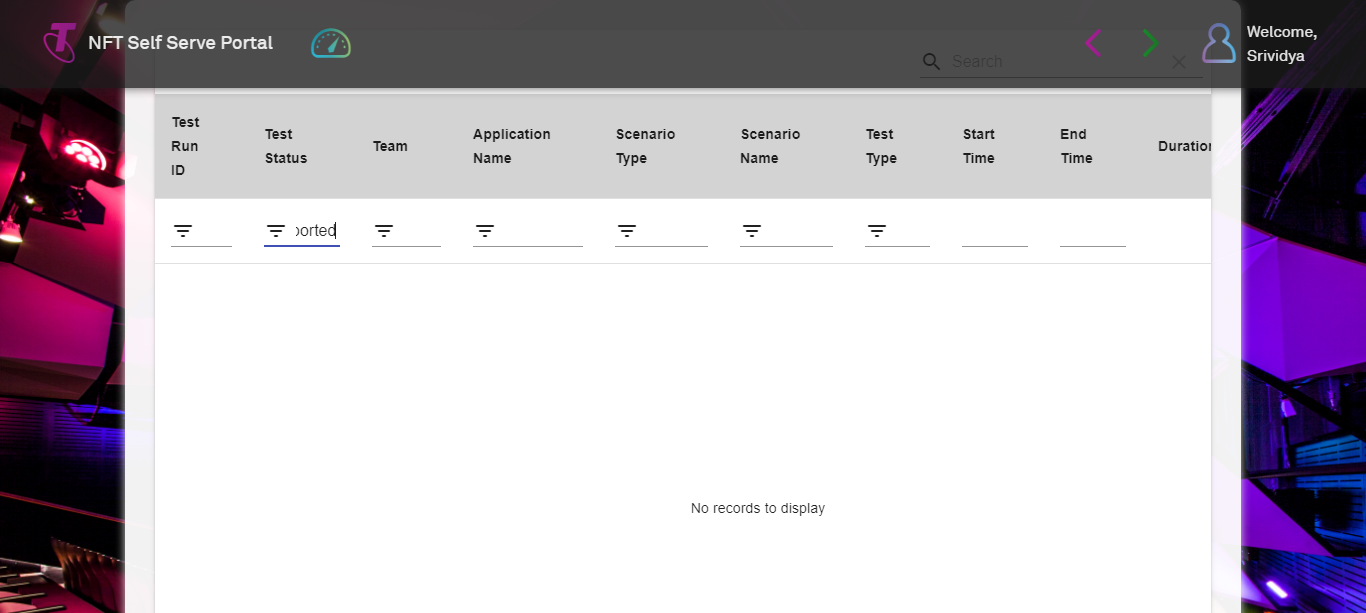 NFT Self Serve Portal
Welcome,
Srividya
Search
Test
Run
ID
Test
Status
Team
Application
Name
Scenario
Type
Scenario
Name
Test
Type
Start
Time
End
Time
Duration
orted
No records to display